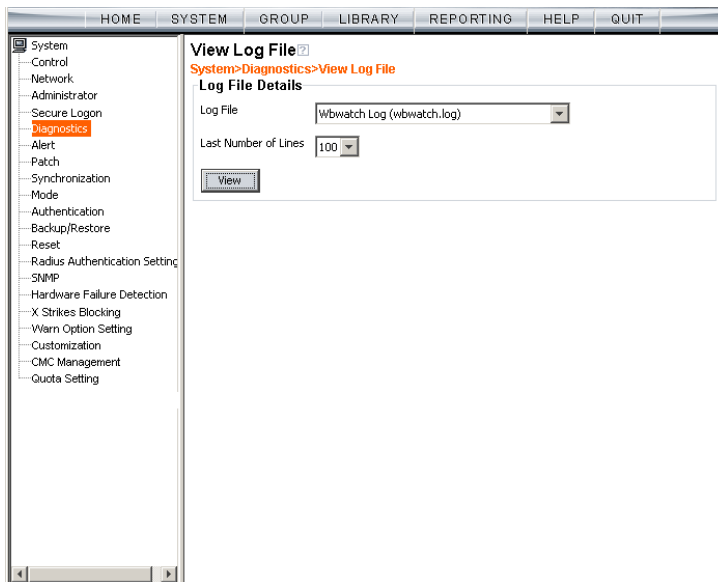 HOME SYSTEM GROUP LIBRARY REPORTING HELP QUIT
System
Control
Network
Administrator
Secure Logon
Diagnostics
Alert
Patch
Synchronization
Mode
Authentication
Backup/Restore
Reset
Radius Authentication Setting
SNMP
Hardware Failure Detection
X Strikes Blocking
Warn Option Setting
Customization
CMC Management
Quota Setting
View Log File?
System>Diagnostics>View Log File
Log File Details
Log File Wbwatch Log (wbwatch.log)
Last Number of Lines 100
View